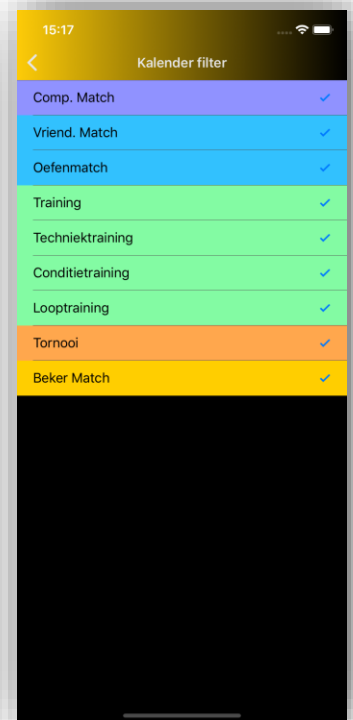 15:17
Kalender filter
Comp. Match
Vriend. Match
Oefenmatch
Training
Techniektraining
Conditietraining
Looptraining
Tornooi
Beker Match